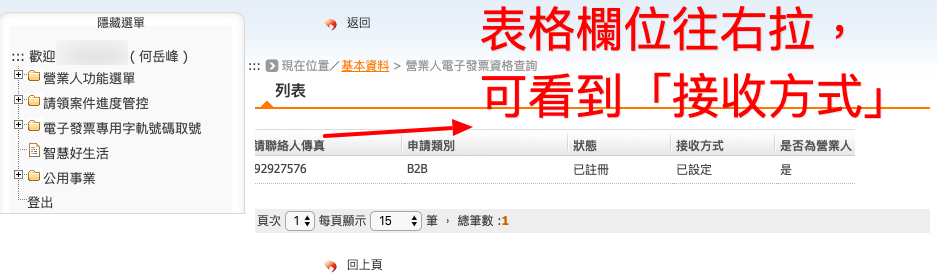 隱藏選單
返回
表格欄位往右拉，
可看到「接收方式」
::: 歡迎 ( 何岳峰 )
營業人功能選單
請領案件進度管控
電子發票專用字軌號碼取號
智慧好生活
公用事業
登出
::: 現在位置／基本資料 > 營業人電子發票資格查詢
列表
請聯絡人傳真 申請類別 狀態 接收方式 是否為營業人
92927576 B2B 已註冊 已設定 是
頁次 1 每頁顯示 15 筆 ， 總筆數 :1
回上頁